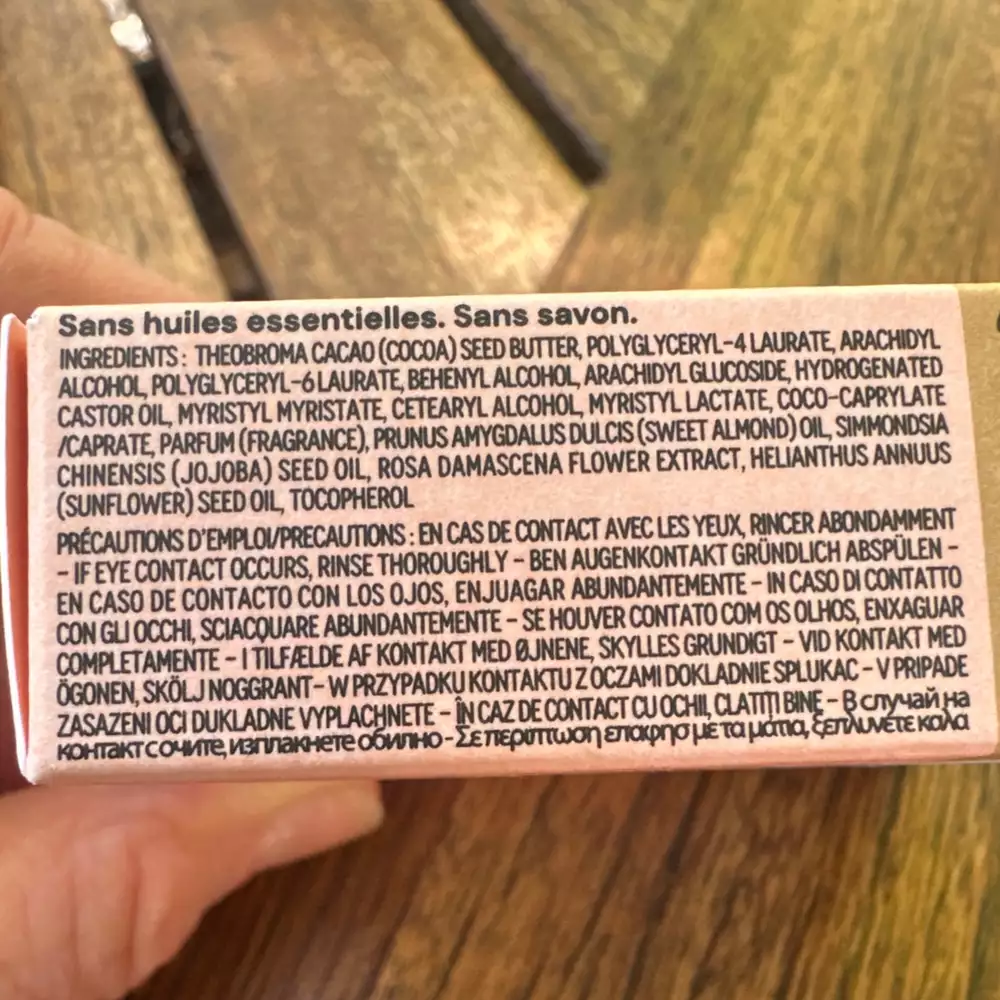 Sans huiles essentielles. Sans savon.
INGREDIENTS : THEOBROMA CACAO (COCOA) SEED BUTTER, POLYGLYCERYL-4 LAURATE, ARACHIDYL
ALCOHOL, POLYGLYCERYL-6 LAURATE, BEHENYL ALCOHOL, ARACHIDYL GLUCOSIDE, HYDROGENATED
CASTOR OIL, MYRISTYL MYRISTATE, CETEARYL ALCOHOL, MYRISTYL LACTATE, COCO-CAPRYLATE
/CAPRATE, PARFUM (FRAGRANCE), PRUNUS AMYGDALUS DULCIS (SWEET ALMOND) OIL, SIMMONDSIA
CHINENSIS (JOJOBA) SEED OIL, ROSA DAMASCENA FLOWER EXTRACT, HELIANTHUS ANNUUS
(SUNFLOWER) SEED OIL, TOCOPHEROL
PRÉCAUTIONS D'EMPLOI/PRECAUTIONS : EN CAS DE CONTACT AVEC LES YEUX, RINCER ABONDAMMENT
- IF EYE CONTACT OCCURS, RINSE THOROUGHLY - BEN AUGENKONTAKT GRÜNDLICH ABSPÜLEN -
EN CASO DE CONTACTO CON LOS OJOS, ENJUAGAR ABUNDANTEMENTE - IN CASO DI CONTATTO
CON GLI OCCHI, SCIACQUARE ABUNDANTEMENTE - SE HOUVER CONTATO COM OS OLHOS, ENXAGUAR
COMPLETAMENTE - I TILFÆLDE AF KONTAKT MED ØJNENE, SKYLLES GRUNDIGT - VID KONTAKT MED
ÖGONEN, SKÖLJ NOGGRANT - W PRZYPADKU KONTAKTU Z OCZAMI DOKLADNIE SPLUKAC - V PRIPADE
ZASAZENI OCI DUKLADNE VYPLACHNETE - ÎN CAZ DE CONTACT CU OCHII, CLATITI BINE - В случай на
контакт с очите, изплакнете обилно - Σε περίπτωση επαφησ με τα ματια, ξεπλυνέτε καλα